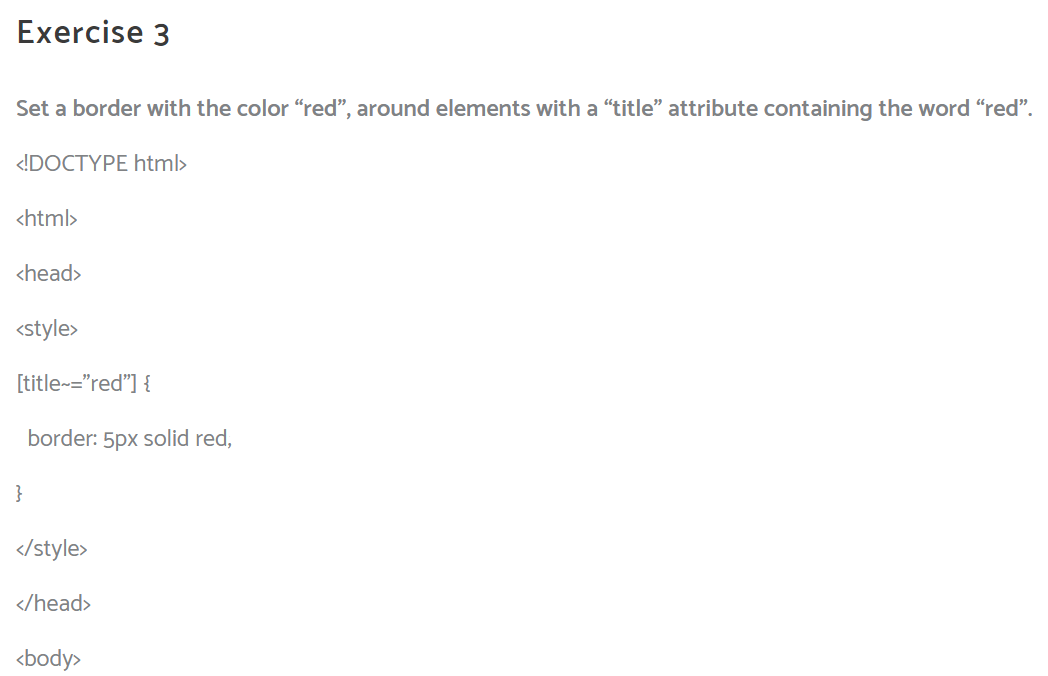 Exercise 3
Set a border with the color “red”, around elements with a “title” attribute containing the word “red”.
<!DOCTYPE html>
<html>
<head>
<style>
[title~=”red”] {
  border: 5px solid red,
}
</style>
</head>
<body>